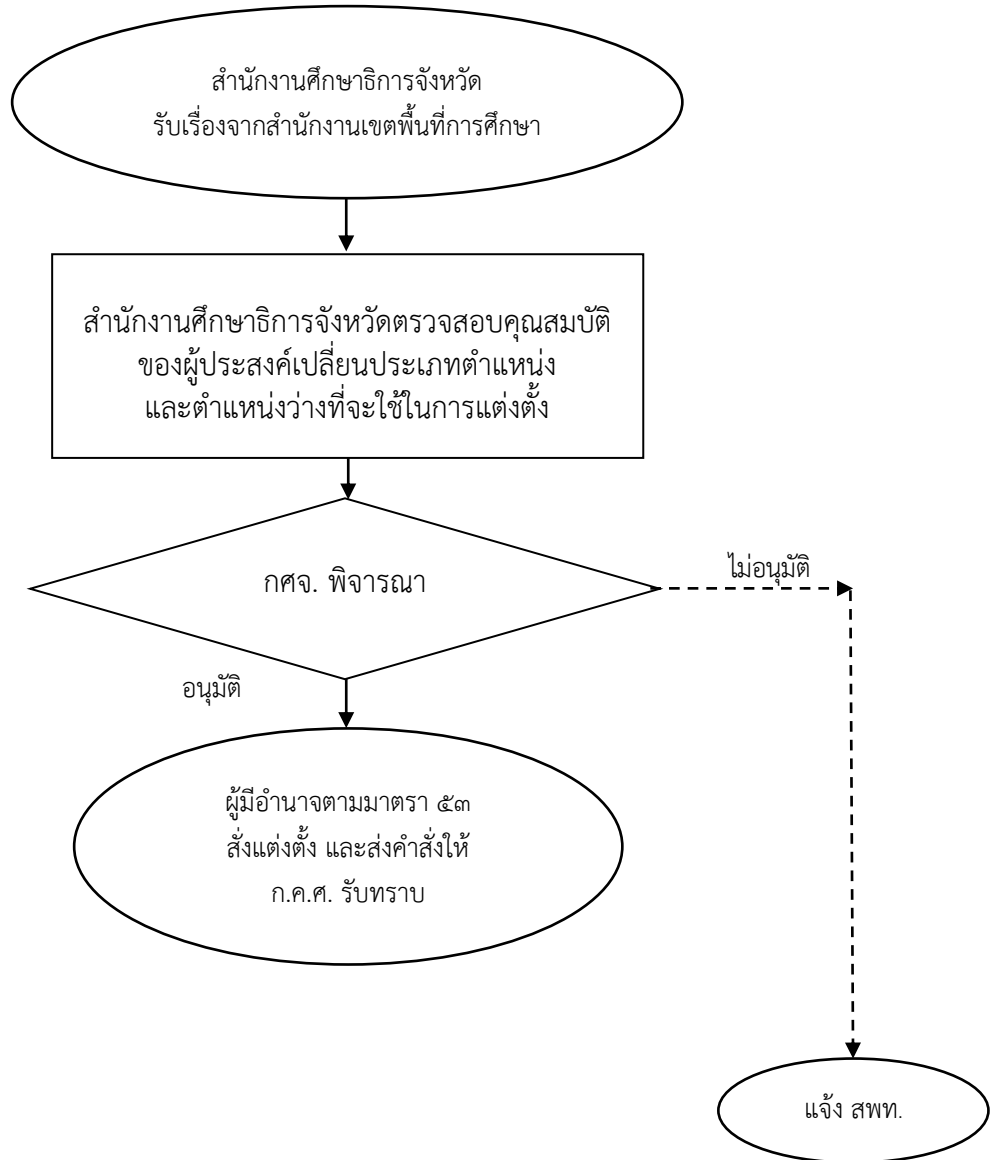 สำนักงานศึกษาธิการจังหวัด
รับเรื่องจากสำนักงานเขตพื้นที่การศึกษา
สำนักงานศึกษาธิการจังหวัดตรวจสอบคุณสมบัติ
ของผู้ประสงค์เปลี่ยนประเภทตำแหน่ง
และตำแหน่งว่างที่จะใช้ในการแต่งตั้ง
กศจ. พิจารณา
ไม่อนุมัติ
อนุมัติ
ผู้มีอำนาจตามมาตรา ๕๓
สั่งแต่งตั้ง และส่งคำสั่งให้
ก.ค.ศ. รับทราบ
แจ้ง สพท.